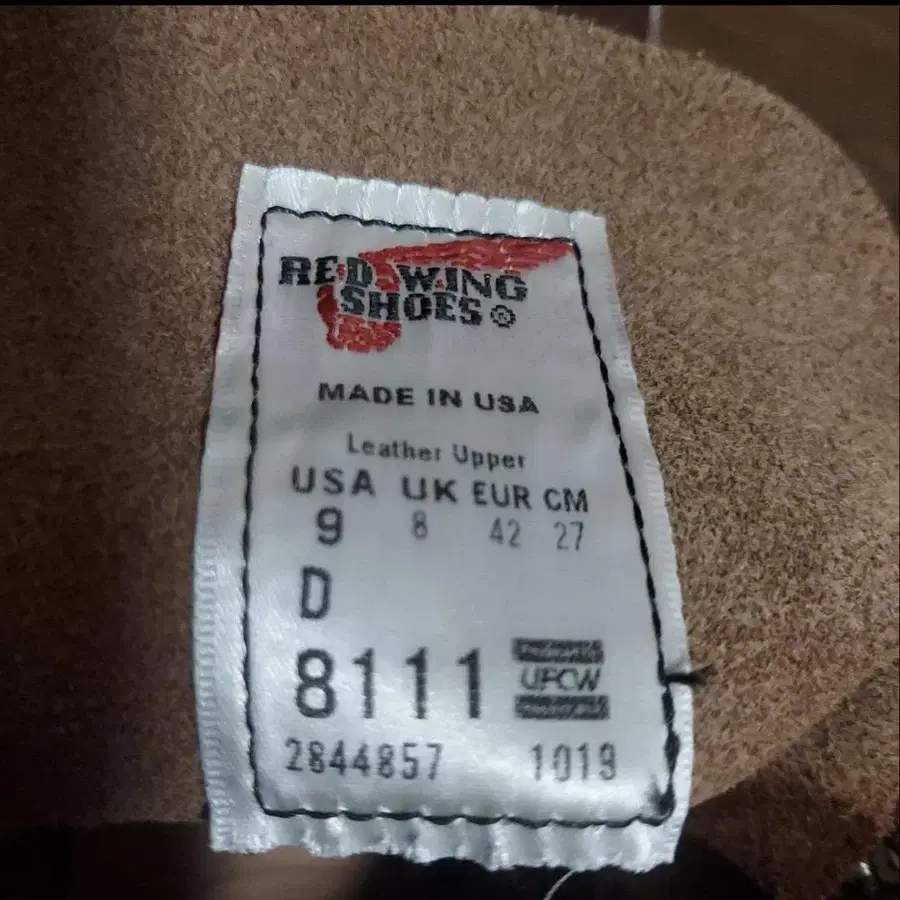 RED WING
SHOES ®
MADE IN USA
Leather Upper
USA UK EUR CM
9 8 42 27
D
8111
UFCW
2844857 1019